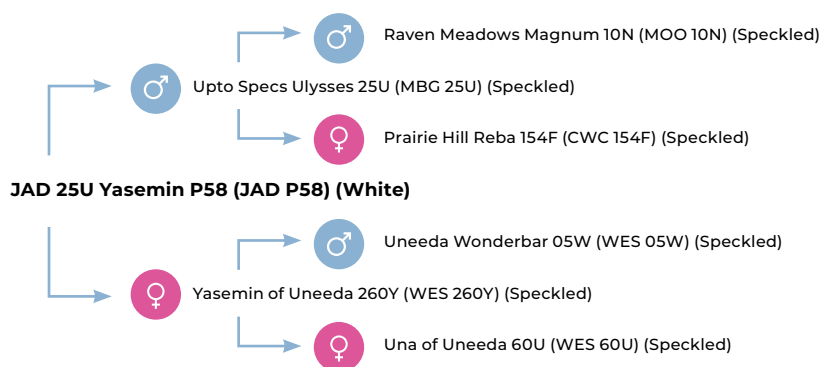 Raven Meadows Magnum 10N (MOO 10N) (Speckled)
Upto Specs Ulysses 25U (MBG 25U) (Speckled)
Prairie Hill Reba 154F (CWC 154F) (Speckled)
JAD 25U Yasemin P58 (JAD P58) (White)
Uneeda Wonderbar 05W (WES 05W) (Speckled)
Yasemin of Uneeda 260Y (WES 260Y) (Speckled)
Una of Uneeda 60U (WES 60U) (Speckled)